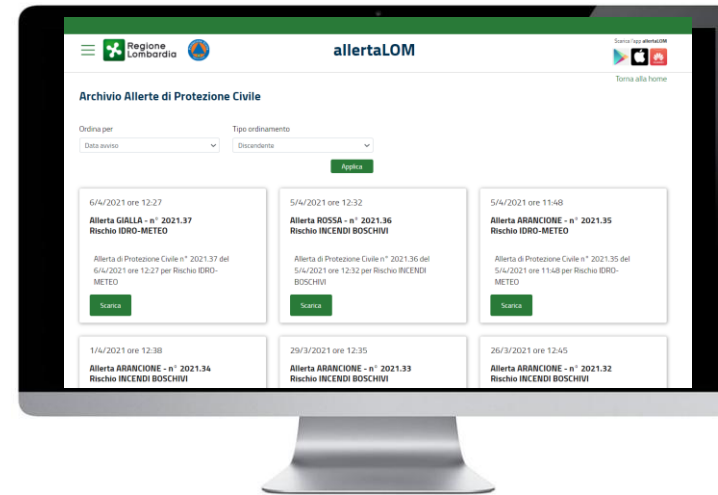 Regione
Lombardia
allertaLOM
Scarica l'app allertaLOM
Torna alla home
Archivio Allerte di Protezione Civile
Ordina per
Tipo ordinamento
Data avviso
Discendente
Applica
6/4/2021 ore 12:27
Allerta GIALLA - n° 2021.37
Rischio IDRO-METEO
Allerta di Protezione Civile n° 2021.37 del
6/4/2021 ore 12:27 per Rischio IDRO-
METEO
Scarica
5/4/2021 ore 12:32
Allerta ROSSA - n° 2021.36
Rischio INCENDI BOSCHIVI
Allerta di Protezione Civile n° 2021.36 del
5/4/2021 ore 12:32 per Rischio INCENDI
BOSCHIVI
Scarica
5/4/2021 ore 11:48
Allerta ARANCIONE - n° 2021.35
Rischio IDRO-METEO
Allerta di Protezione Civile n° 2021.35 del
5/4/2021 ore 11:48 per Rischio IDRO-
METEO
Scarica
1/4/2021 ore 12:38
Allerta ARANCIONE - n° 2021.34
Rischio INCENDI BOSCHIVI
29/3/2021 ore 12:35
Allerta ARANCIONE - n° 2021.33
Rischio INCENDI BOSCHIVI
26/3/2021 ore 12:45
Allerta ARANCIONE - n° 2021.32
Rischio INCENDI BOSCHIVI